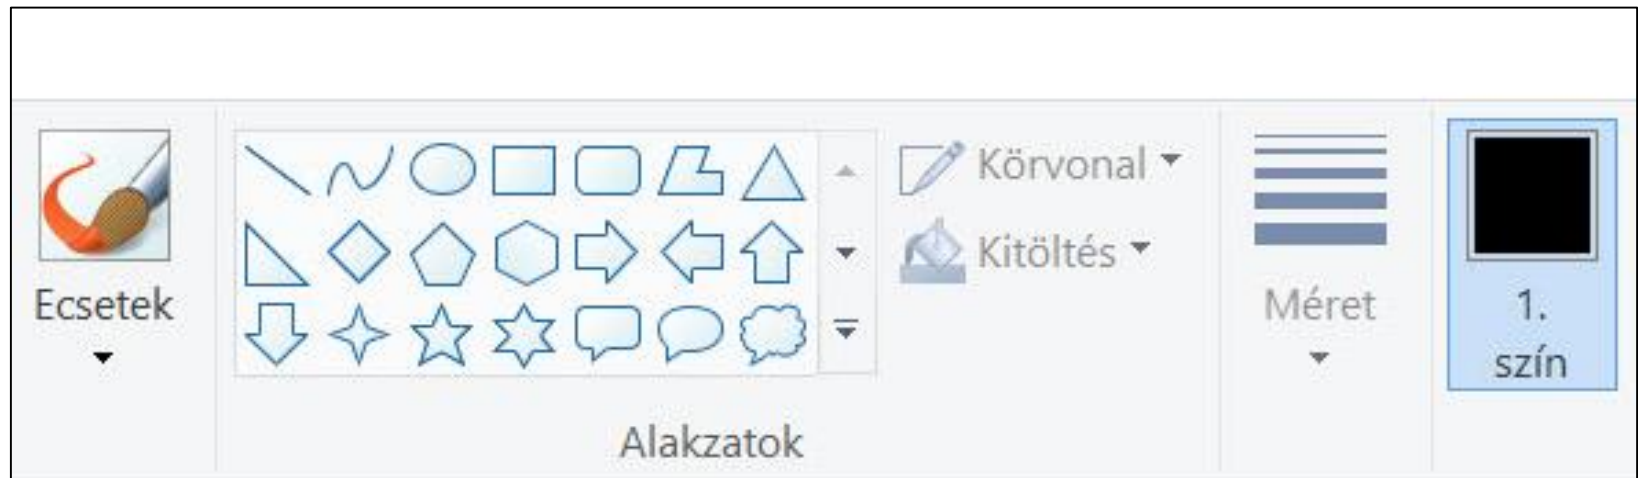 Ecsetek
Körvonal
Kitöltés
Alakzatok
Méret
1.
szín